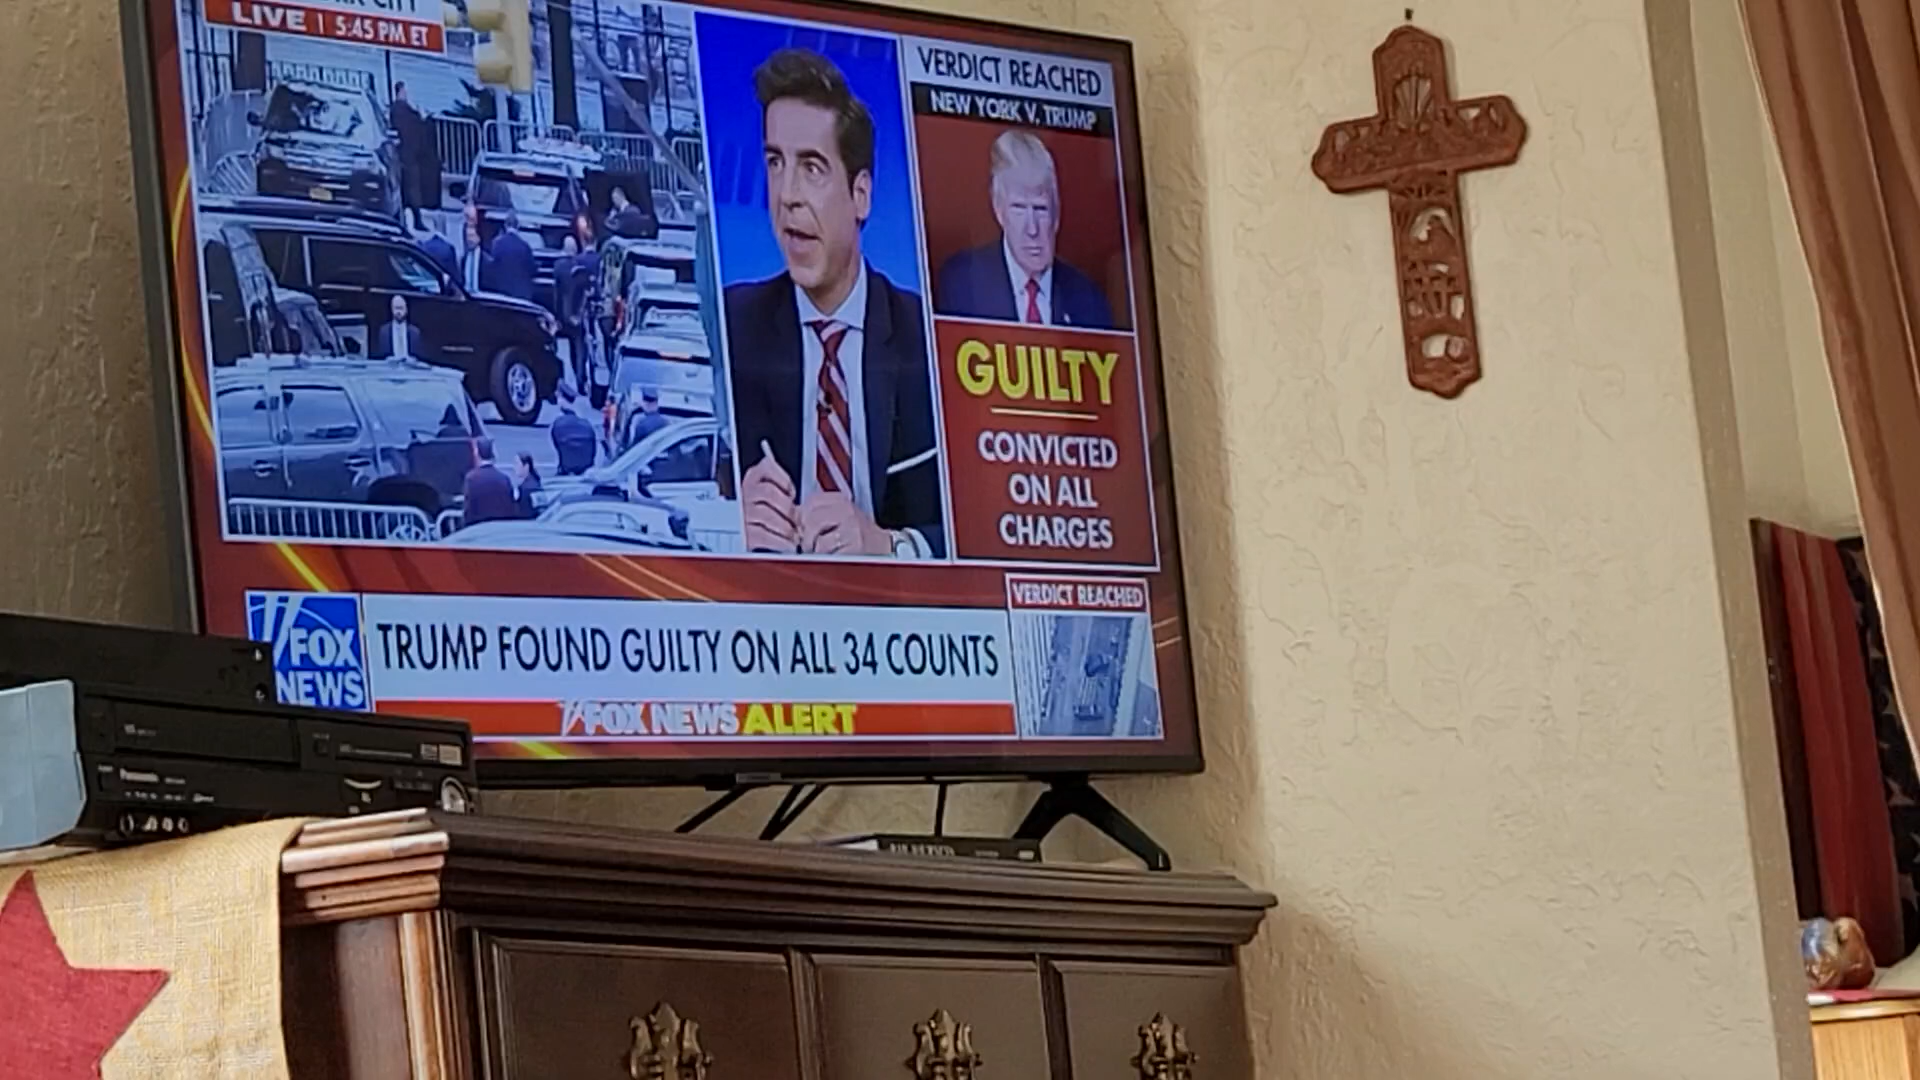 LIVE | 5:45 PM ET
VERDICT REACHED
NEW YORK V. TRUMP
GUILTY
CONVICTED
ON ALL
CHARGES
VERDICT REACHED
FOX
NEWS
TRUMP FOUND GUILTY ON ALL 34 COUNTS
FOX NEWS ALERT
Panasonic